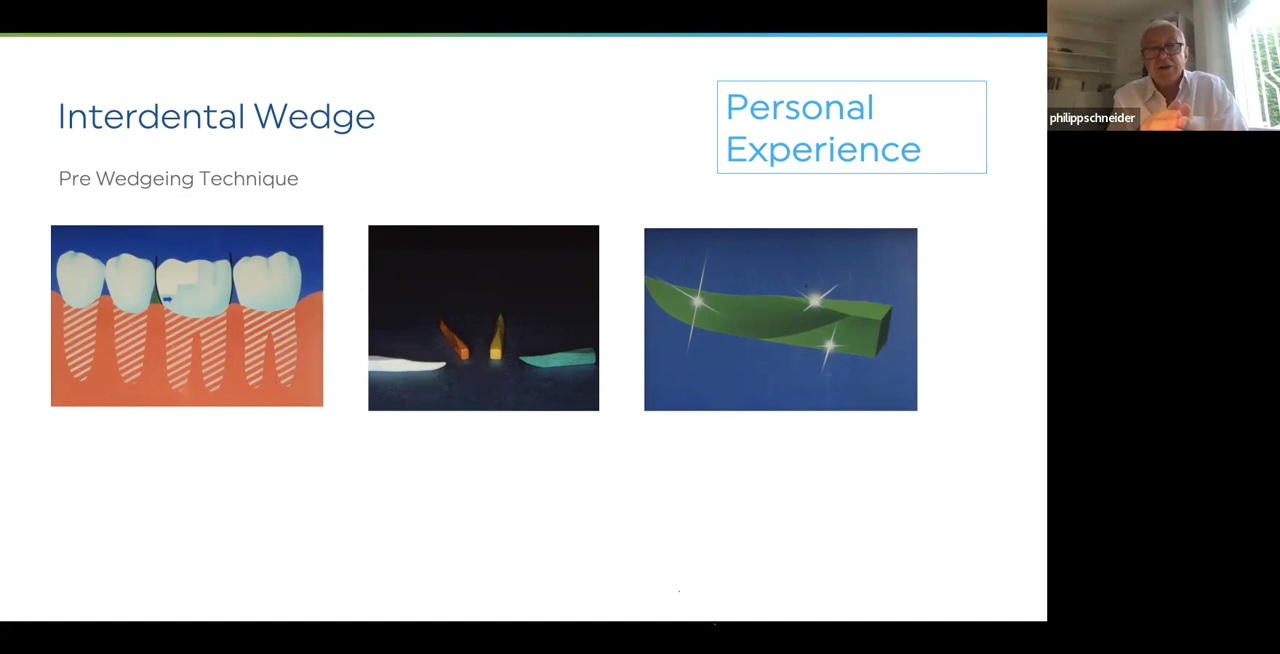 Interdental Wedge
Pre Wedgeing Technique
Personal
Experience
philippschneider